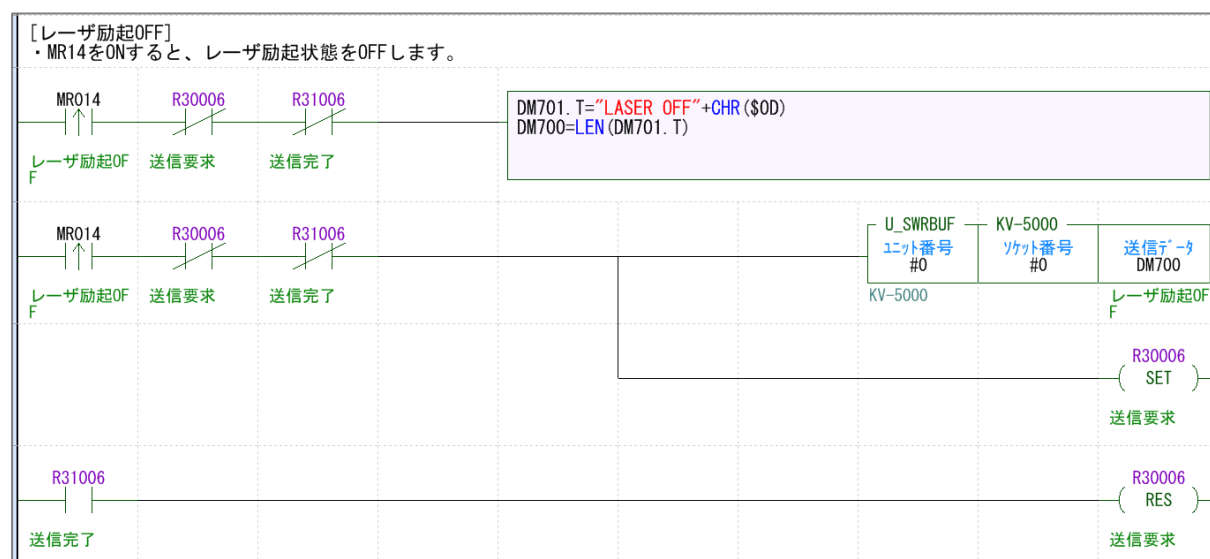 [レーザ励起OFF]
・MR14をONすると、レーザ励起状態をOFFします。
MR014 R30006 R31006
DM701.T="LASER OFF"+CHR($0D)
DM700=LEN(DM701.T)
レーザ励起OF 送信要求 送信完了
F
U_SWRBUF KV-5000
MR014 R30006 R31006
ﾕﾆｯﾄ番号 ｿｹｯﾄ番号 送信ﾃﾞｰﾀ
#0 #0 DM700
レーザ励起OF 送信要求 送信完了 KV-5000 レーザ励起OF
F F
R30006
SET
送信要求
R31006 R30006
RES
送信完了 送信要求